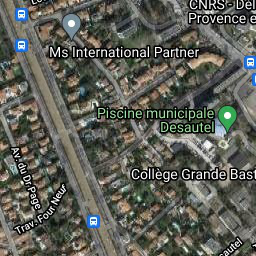 CNRS - Del
Provence e
Ms International Partner
Piscine municipale
Desautel
Collège Grande Bast
Av. du Dr Page
Trav. Four Neuf
Desautel